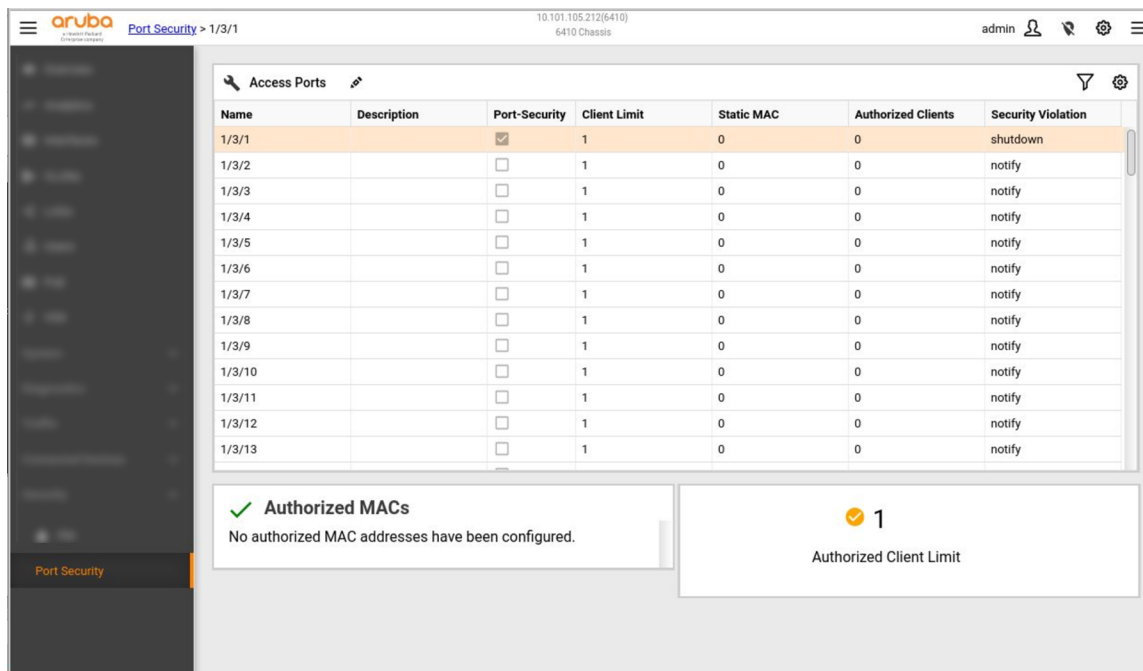 aruba
a Hewlett Packard
Enterprise company
Port Security > 1/3/1
10.101.105.212(6410)
6410 Chassis
admin
Access Ports
Name Description Port-Security Client Limit Static MAC Authorized Clients Security Violation
1/3/1 1 0 0 shutdown
1/3/2 1 0 0 notify
1/3/3 1 0 0 notify
1/3/4 1 0 0 notify
1/3/5 1 0 0 notify
1/3/6 1 0 0 notify
1/3/7 1 0 0 notify
1/3/8 1 0 0 notify
1/3/9 1 0 0 notify
1/3/10 1 0 0 notify
1/3/11 1 0 0 notify
1/3/12 1 0 0 notify
1/3/13 1 0 0 notify
Authorized MACs
No authorized MAC addresses have been configured.
1
Authorized Client Limit
Port Security